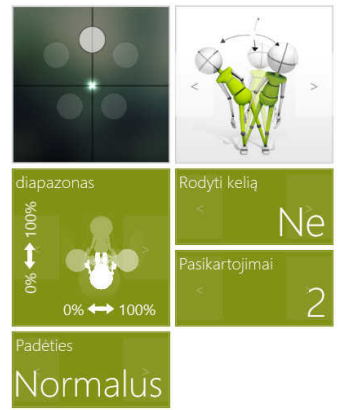 diapazonas
0% ↔ 100%
0% ↔ 100%
Rodyti kelią
Ne
Pasikartojimai
2
Padėties
Normalus